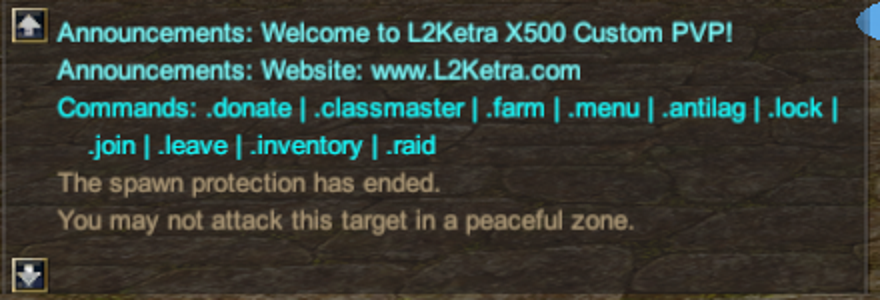 Announcements: Welcome to L2Ketra X500 Custom PVP!
Announcements: Website: www.L2Ketra.com
Commands: .donate | .classmaster | .farm | .menu | .antilag | .lock |
.join | .leave | .inventory | .raid
The spawn protection has ended.
You may not attack this target in a peaceful zone.